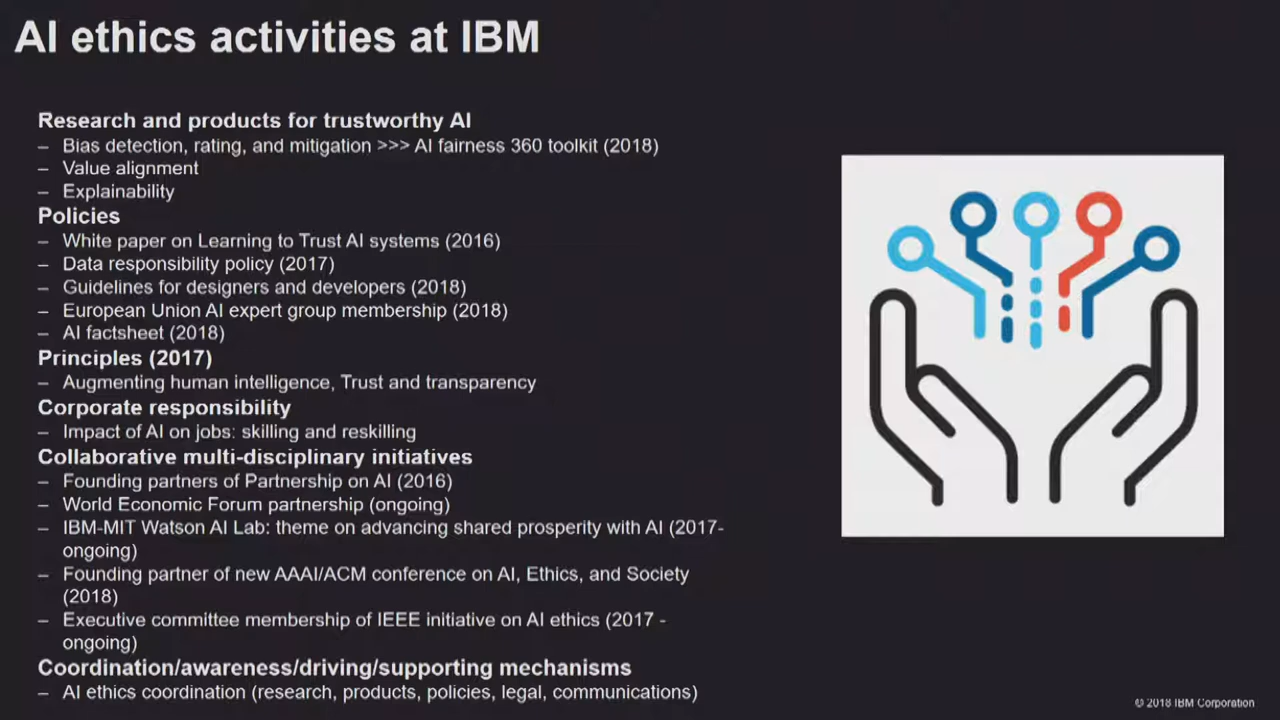 AI ethics activities at IBM
Research and products for trustworthy AI
– Bias detection, rating, and mitigation >>> AI fairness 360 toolkit (2018)
– Value alignment
– Explainability
Policies
– White paper on Learning to Trust AI systems (2016)
– Data responsibility policy (2017)
– Guidelines for designers and developers (2018)
– European Union AI expert group membership (2018)
– AI factsheet (2018)
Principles (2017)
– Augmenting human intelligence, Trust and transparency
Corporate responsibility
– Impact of AI on jobs: skilling and reskilling
Collaborative multi-disciplinary initiatives
– Founding partners of Partnership on AI (2016)
– World Economic Forum partnership (ongoing)
– IBM-MIT Watson AI Lab: theme on advancing shared prosperity with AI (2017-
ongoing)
– Founding partner of new AAAI/ACM conference on AI, Ethics, and Society
(2018)
– Executive committee membership of IEEE initiative on AI ethics (2017 -
ongoing)
Coordination/awareness/driving/supporting mechanisms
– AI ethics coordination (research, products, policies, legal, communications)
© 2018 IBM Corporation